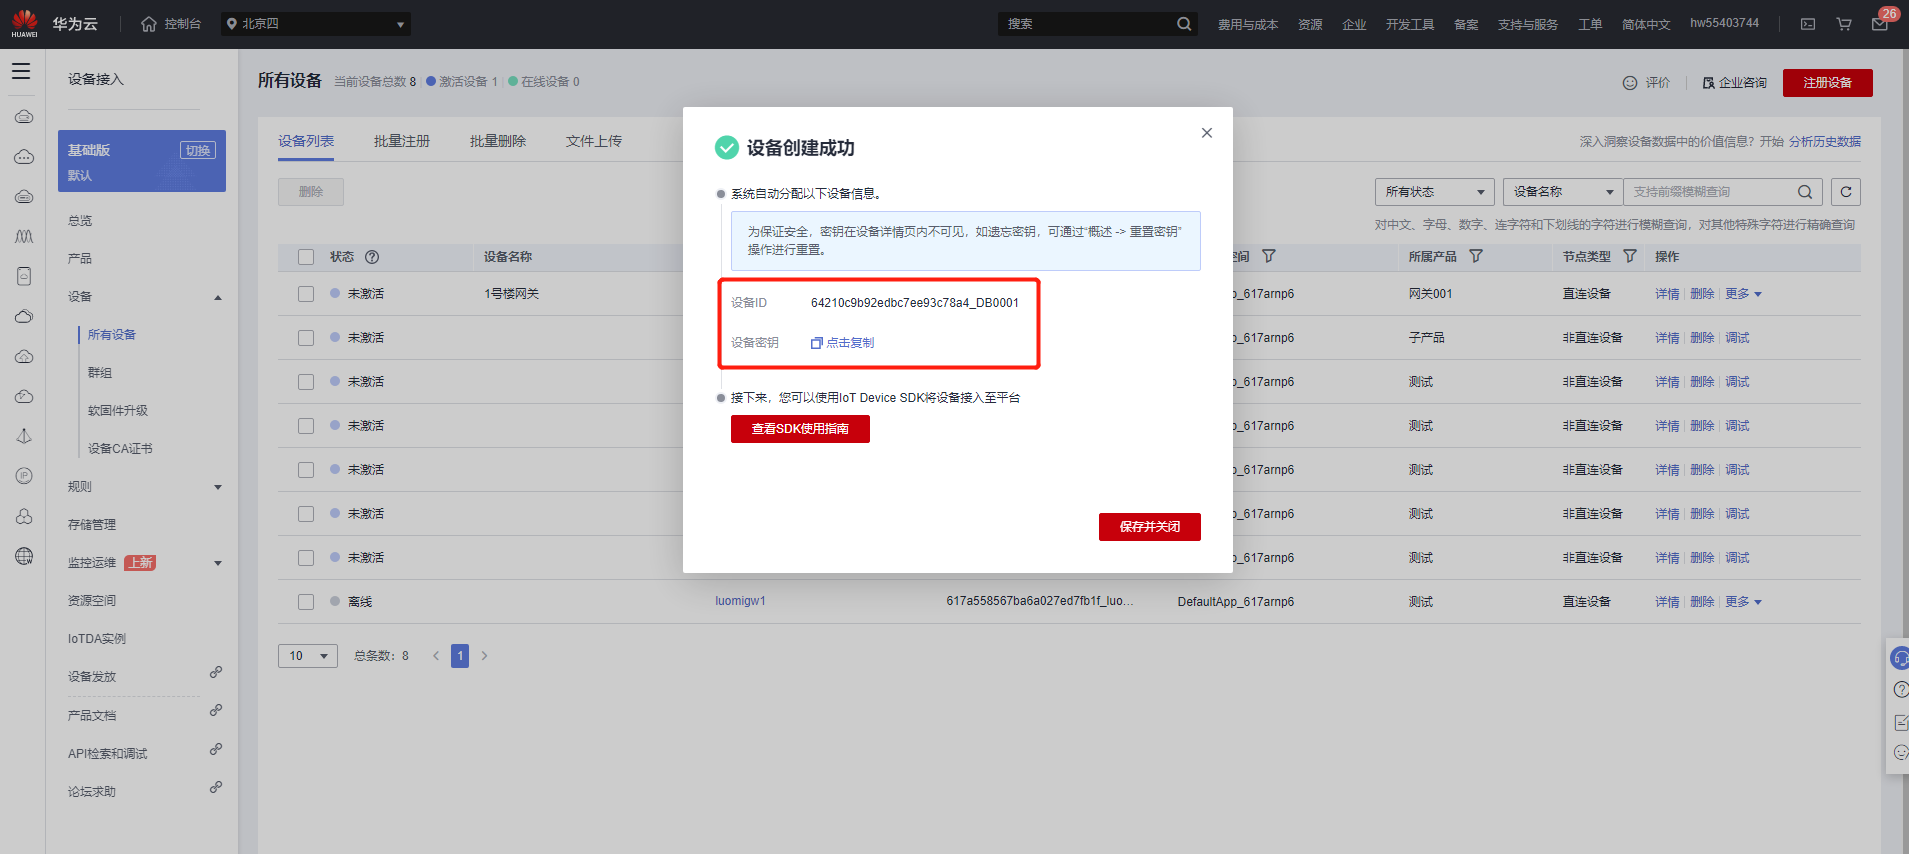 HUAWEI
华为云
控制台
北京四
搜索
费用与成本
资源
企业
开发工具
备案
支持与服务
工单
简体中文
hw55403744
26
设备接入
基础版
切换
默认
总览
产品
设备
所有设备
群组
软固件升级
设备CA证书
规则
存储管理
监控运维 上新
资源空间
IoTDA实例
设备发放
产品文档
API检索和调试
论坛求助
所有设备 当前设备总数 8 激活设备 1 在线设备 0
评价
企业咨询
注册设备
设备列表 批量注册 批量删除 文件上传
深入洞察设备数据中的价值信息？开始 分析历史数据
删除
所有状态 设备名称 支持前缀模糊查询
对中文、字母、数字、连字符和下划线的字符进行模糊查询，对其他特殊字符进行精确查询
状态 设备名称 间 所属产品 节点类型 操作
未激活 1号楼网关 p_617arnp6 网关001 直连设备 详情 删除 更多
未激活 p_617arnp6 子产品 非直连设备 详情 删除 调试
未激活 p_617arnp6 测试 非直连设备 详情 删除 调试
未激活 p_617arnp6 测试 非直连设备 详情 删除 调试
未激活 p_617arnp6 测试 非直连设备 详情 删除 调试
未激活 p_617arnp6 测试 非直连设备 详情 删除 调试
未激活 p_617arnp6 测试 非直连设备 详情 删除 调试
离线 luomigw1 617a558567ba6a027ed7fb1f_luo... DefaultApp_617arnp6 测试 直连设备 详情 删除 更多
10 总条数：8 < 1 >
设备创建成功
系统自动分配以下设备信息。
为保证安全，密钥在设备详情页内不可见，如遗忘密钥，可通过“概述 -> 重置密钥”
操作进行重置。
设备ID 64210c9b92edbc7ee93c78a4_DB0001
设备密钥 点击复制
接下来，您可以使用IoT Device SDK将设备接入至平台
查看SDK使用指南
保存并关闭